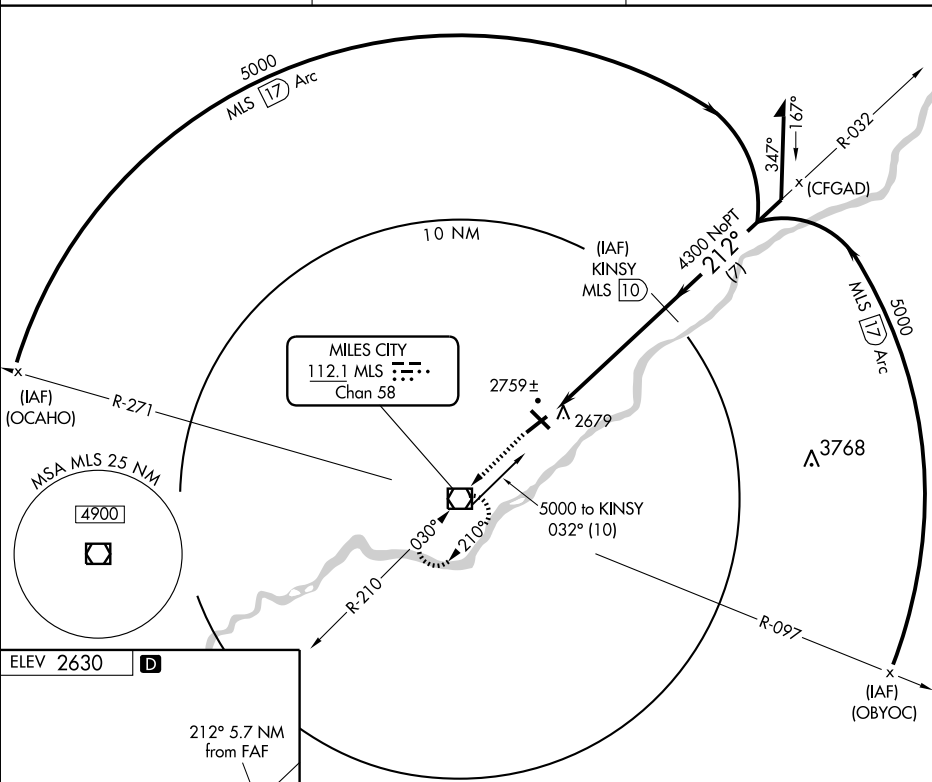 5000
MLS 17 Arc
347°
167°
R-032
(CFGAD)
10 NM
(IAF)
KINSY
MLS 10
4300 NoPT
212°
(7)
MLS 17 Arc
5000
MILES CITY
112.1 MLS
Chan 58
2759±
2679
(IAF)
(OCAHO)
R-271
3768
MSA MLS 25 NM
4900
5000 to KINSY
032° (10)
030°
210°
R-210
R-097
(IAF)
(OBYOC)
ELEV 2630 D
212° 5.7 NM
from FAF